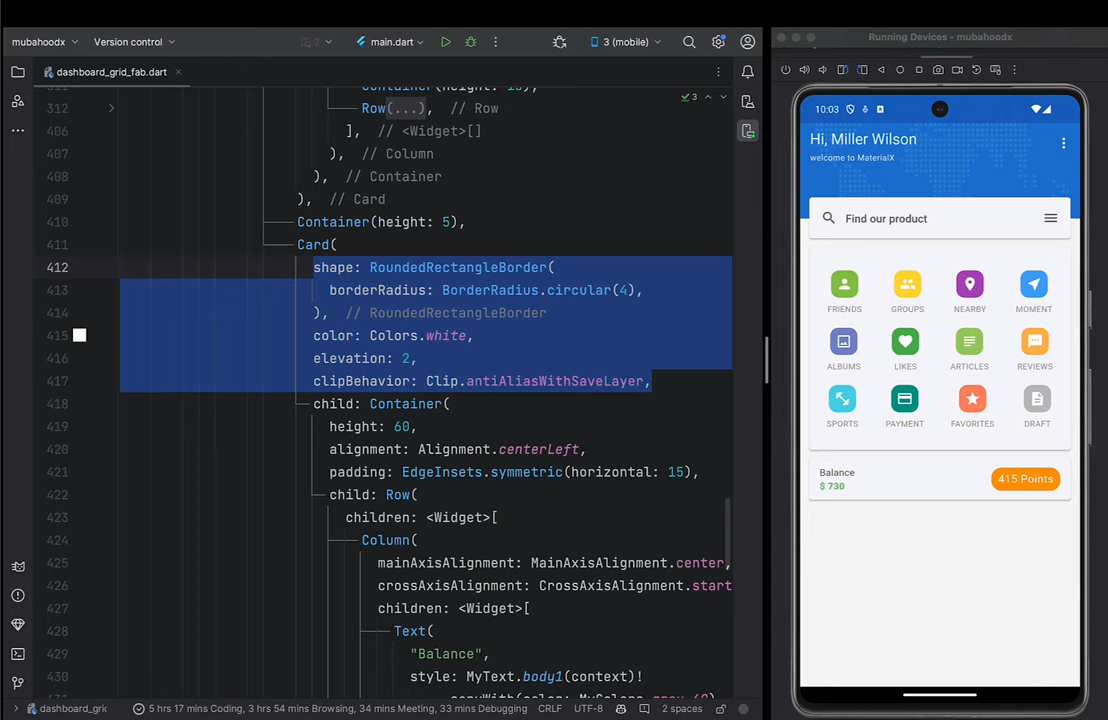 mubahoodx
Version control
2
main.dart
3 (mobile)
dashboard_grid_fab.dart
3
312 Row(...), // Row
406 ], // <Widget>[]
407 ), // Column
408 ), // Container
409 ), // Card
410 Container(height: 5),
411 Card(
412 shape: RoundedRectangleBorder(
413 borderRadius: BorderRadius.circular(4),
414 ), // RoundedRectangleBorder
415 color: Colors.white,
416 elevation: 2,
417 clipBehavior: Clip.antiAliasWithSaveLayer,
418 child: Container(
419 height: 60,
420 alignment: Alignment.centerLeft,
421 padding: EdgeInsets.symmetric(horizontal: 15),
422 child: Row(
423 children: <Widget>[
424 Column(
425 mainAxisAlignment: MainAxisAlignment.center,
426 crossAxisAlignment: CrossAxisAlignment.start
427 children: <Widget>[
428 Text(
429 "Balance",
430 style: MyText.body1(context)!
dashboard_gric
5 hrs 17 mins Coding, 3 hrs 54 mins Browsing, 34 mins Meeting, 33 mins Debugging
CRLF
UTF-8
2 spaces
Running Devices - mubahoodx
10:03
Hi, Miller Wilson
welcome to MaterialX
Find our product
FRIENDS GROUPS NEARBY MOMENT
ALBUMS LIKES ARTICLES REVIEWS
SPORTS PAYMENT FAVORITES DRAFT
Balance
$ 730
415 Points